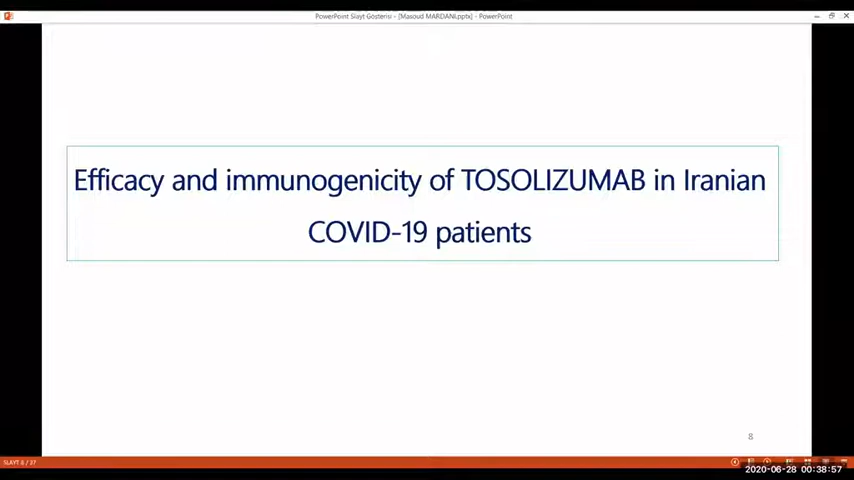 PowerPoint Slayt Gösterisi - [Masoud MARDANI.pptx] - PowerPoint
Efficacy and immunogenicity of TOSOLIZUMAB in Iranian
COVID-19 patients
8
SLAYT 8 / 37
2020-06-28 00:38:57